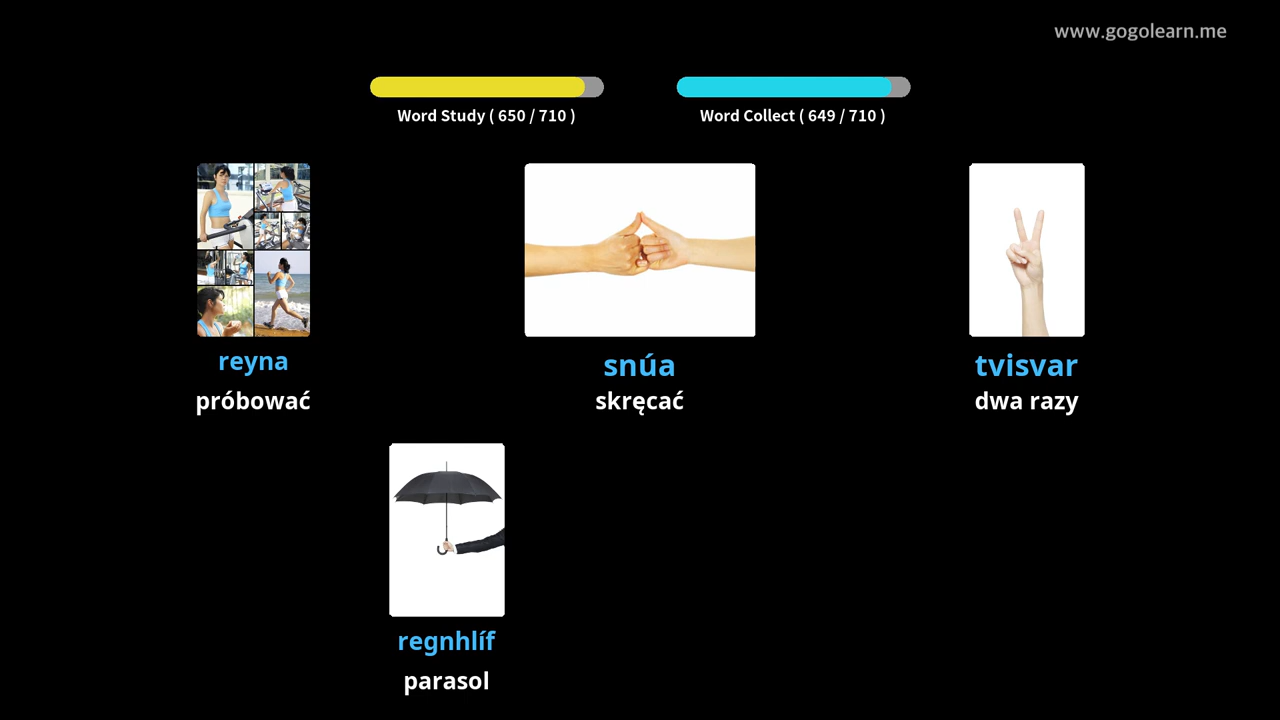 www.gogolearn.me
Word Study ( 650 / 710 )
Word Collect ( 649 / 710 )
reyna
próbować
snúa
skręcać
tvisvar
dwa razy
regnhlíf
parasol